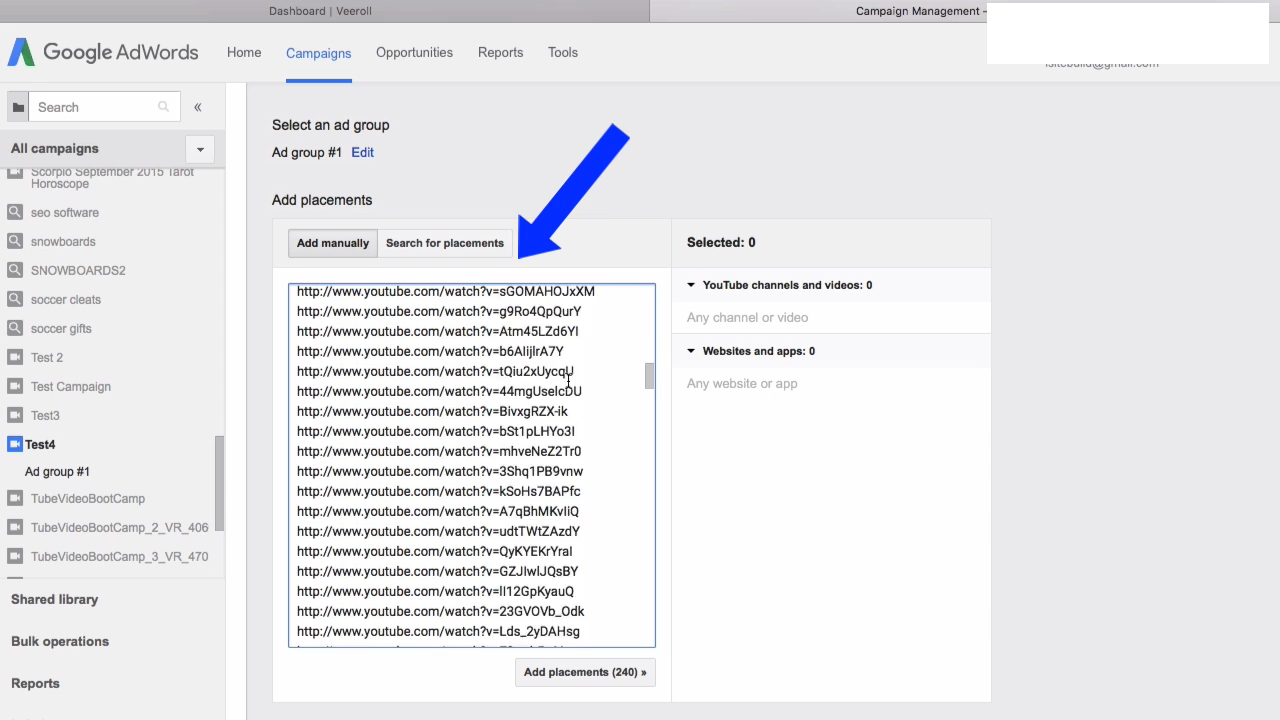 Dashboard | Veeroll
Campaign Management –
Google AdWords
Home
Campaigns
Opportunities
Reports
Tools
Search
«
All campaigns
Scorpio September 2015 Tarot
Horoscope
seo software
snowboards
SNOWBOARDS2
soccer cleats
soccer gifts
Test 2
Test Campaign
Test3
Test4
Ad group #1
TubeVideoBootCamp
TubeVideoBootCamp_2_VR_406
TubeVideoBootCamp_3_VR_470
Shared library
Bulk operations
Reports
Select an ad group
Ad group #1 Edit
Add placements
Add manually
Search for placements
http://www.youtube.com/watch?v=sGOMAHOJxXM
http://www.youtube.com/watch?v=g9Ro4QpQurY
http://www.youtube.com/watch?v=Atm45LZd6YI
http://www.youtube.com/watch?v=b6AIijlrA7Y
http://www.youtube.com/watch?v=tQiu2xUycqU
http://www.youtube.com/watch?v=44mgUselcDU
http://www.youtube.com/watch?v=BivxgRZX-ik
http://www.youtube.com/watch?v=bSt1pLHYo3I
http://www.youtube.com/watch?v=mhveNeZ2Tr0
http://www.youtube.com/watch?v=3Shq1PB9vnw
http://www.youtube.com/watch?v=kSoHs7BAPfc
http://www.youtube.com/watch?v=A7qBhMKvIiQ
http://www.youtube.com/watch?v=udtTWtZAzdY
http://www.youtube.com/watch?v=QyKYEKrYraI
http://www.youtube.com/watch?v=GZJIwlJQsBY
http://www.youtube.com/watch?v=lI12GpKyauQ
http://www.youtube.com/watch?v=23GVOVb_Odk
http://www.youtube.com/watch?v=Lds_2yDAHsg
Add placements (240) »
Selected: 0
YouTube channels and videos: 0
Any channel or video
Websites and apps: 0
Any website or app